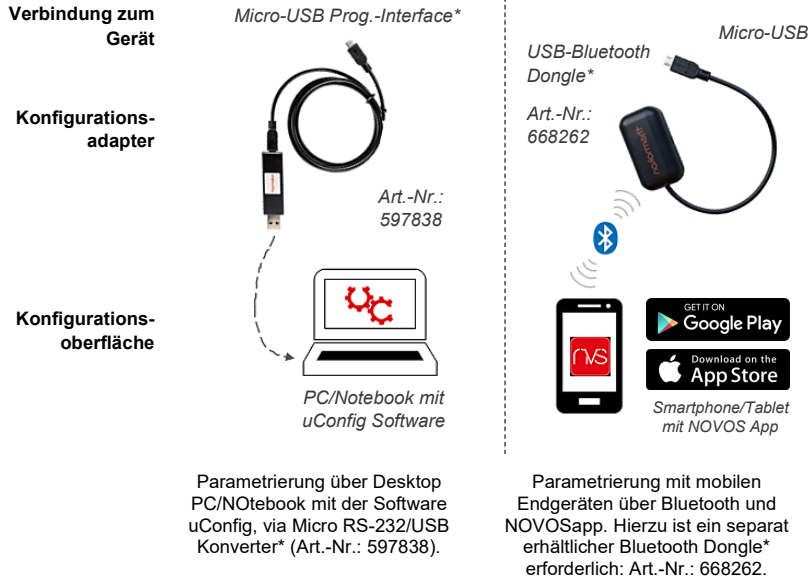 Verbindung zum
Gerät
Micro-USB Prog.-Interface*
Micro-USB
USB-Bluetooth
Dongle*
Art.-Nr.:
668262
Konfigurations-
adapter
Art.-Nr.:
597838
Konfigurations-
oberfläche
PC/Notebook mit
uConfig Software
GET IT ON
Google Play
Download on the
App Store
Smartphone/Tablet
mit NOVOS App
Parametrierung über Desktop
PC/NOtebook mit der Software
uConfig, via Micro RS-232/USB
Konverter* (Art.-Nr.: 597838).
Parametrierung mit mobilen
Endgeräten über Bluetooth und
NOVOSapp. Hierzu ist ein separat
erhältlicher Bluetooth Dongle*
erforderlich: Art.-Nr.: 668262.